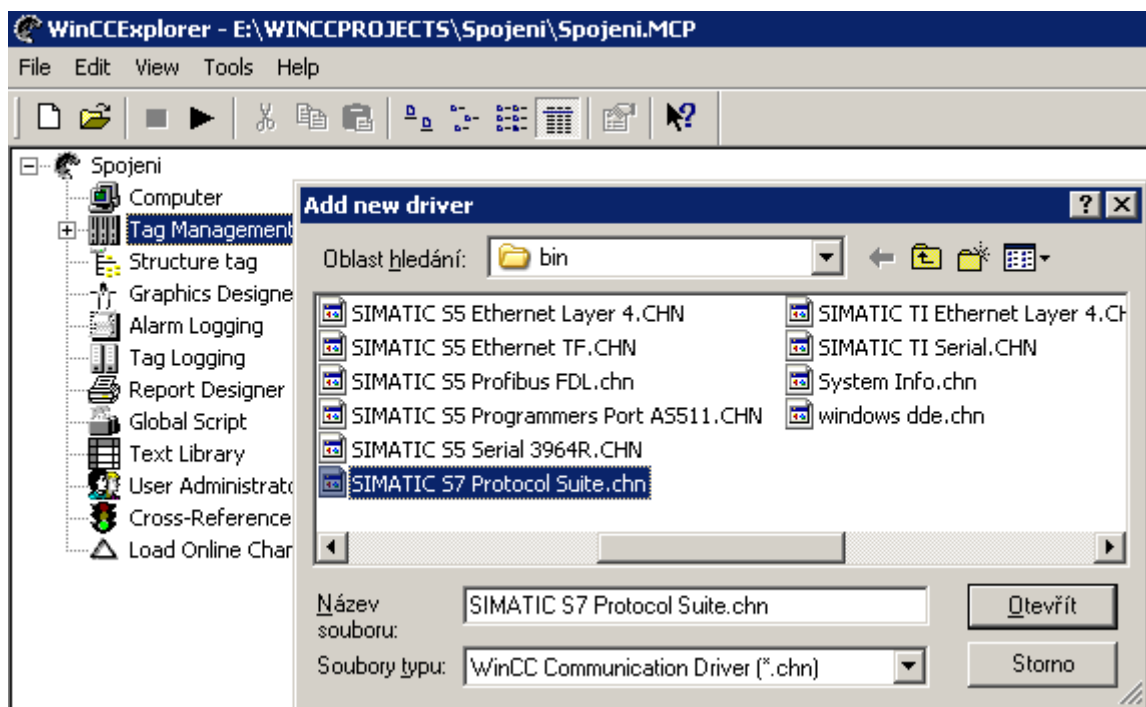 WinCCExplorer - E:\WINCCPROJECTS\Spojeni\Spojeni.MCP
File Edit View Tools Help
Spojeni
Computer
Tag Management
Structure tag
Graphics Designe
Alarm Logging
Tag Logging
Report Designer
Global Script
Text Library
User Administrato
Cross-Reference
Load Online Char
Add new driver
Oblast hledání: bin
SIMATIC S5 Ethernet Layer 4.CHN
SIMATIC S5 Ethernet TF.CHN
SIMATIC S5 Profibus FDL.chn
SIMATIC S5 Programmers Port AS511.CHN
SIMATIC S5 Serial 3964R.CHN
SIMATIC S7 Protocol Suite.chn
SIMATIC TI Ethernet Layer 4.CH
SIMATIC TI Serial.CHN
System Info.chn
windows dde.chn
Název
souboru:
SIMATIC S7 Protocol Suite.chn
Otevřít
Soubory typu: WinCC Communication Driver (*.chn)
Storno